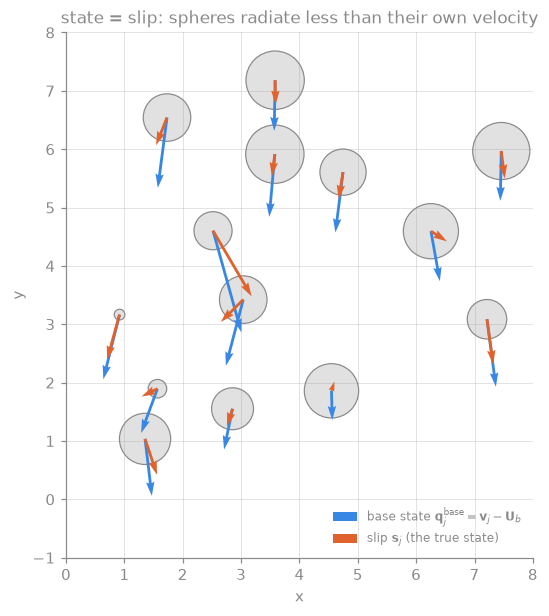 state = slip: spheres radiate less than their own velocity
8
7
6
5
4
3
2
1
0
−1
y
0 1 2 3 4 5 6 7 8
x
base state q_j^base = v_j − U_b
slip s_j (the true state)